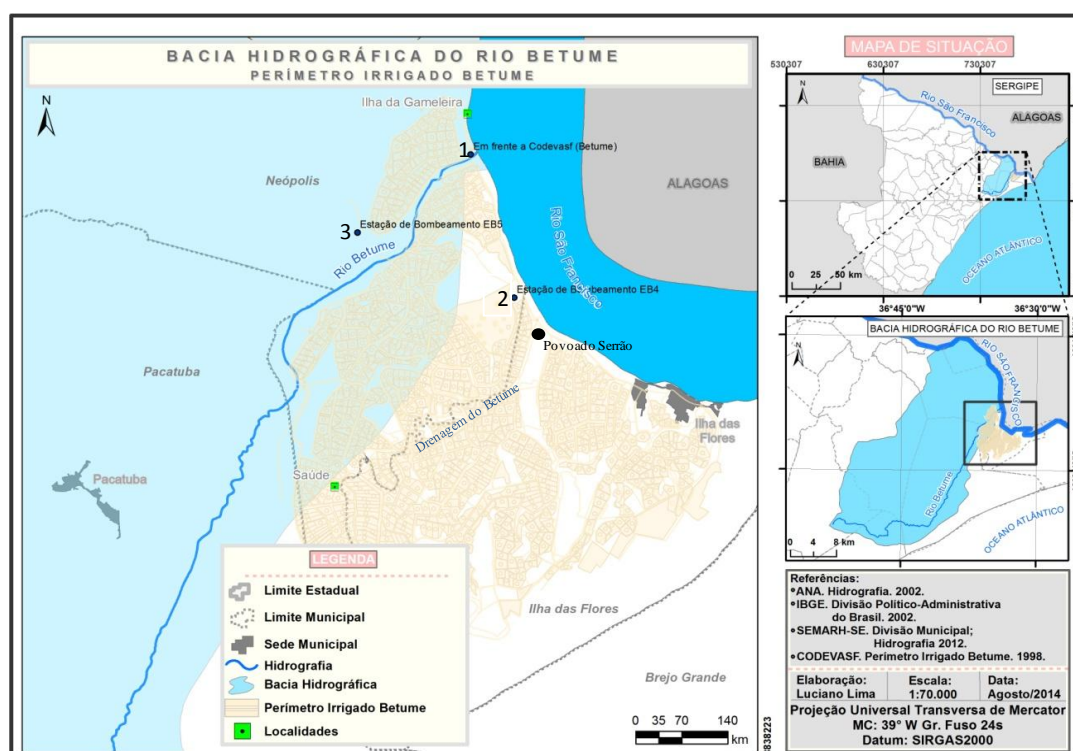 BACIA HIDROGRÁFICA DO RIO BETUME
PERÍMETRO IRRIGADO BETUME
N
Ilha da Gameleira
1 Em frente a Codevasf (Betume)
Neópolis
ALAGOAS
3 Estação de Bombeamento EB5
Rio Betume
Rio São Francisco
2 Estação de Bombeamento EB4
Povoado Serrão
Pacatuba
Drenagem do Betume
Ilha das
Flores
Saúde
Pacatuba
LEGENDA
Limite Estadual
Limite Municipal
Sede Municipal
Hidrografia
Bacia Hidrográfica
Perímetro Irrigado Betume
Localidades
Ilha das Flores
Brejo Grande
0 35 70 140
km
MAPA DE SITUAÇÃO
530307 630307 730307
SERGIPE
N
Rio São Francisco
ALAGOAS
BAHIA
OCEANO ATLÂNTICO
0 25 50 km
36°45'0"W 36°30'0"W
BACIA HIDROGRÁFICA DO RIO BETUME
N
RIO SÃO FRANCISCO
Rio Betume
OCEANO ATLÂNTICO
0 4 8 km
8838223
Referências:
ANA. Hidrografia. 2002.
IBGE. Divisão Político-Administrativa
do Brasil. 2002.
SEMARH-SE. Divisão Municipal;
Hidrografia 2012.
CODEVASF. Perímetro Irrigado Betume. 1998.
Elaboração:
Luciano Lima
Escala:
1:70.000
Data:
Agosto/2014
Projeção Universal Transversa de Mercator
MC: 39° W Gr. Fuso 24s
Datum: SIRGAS2000